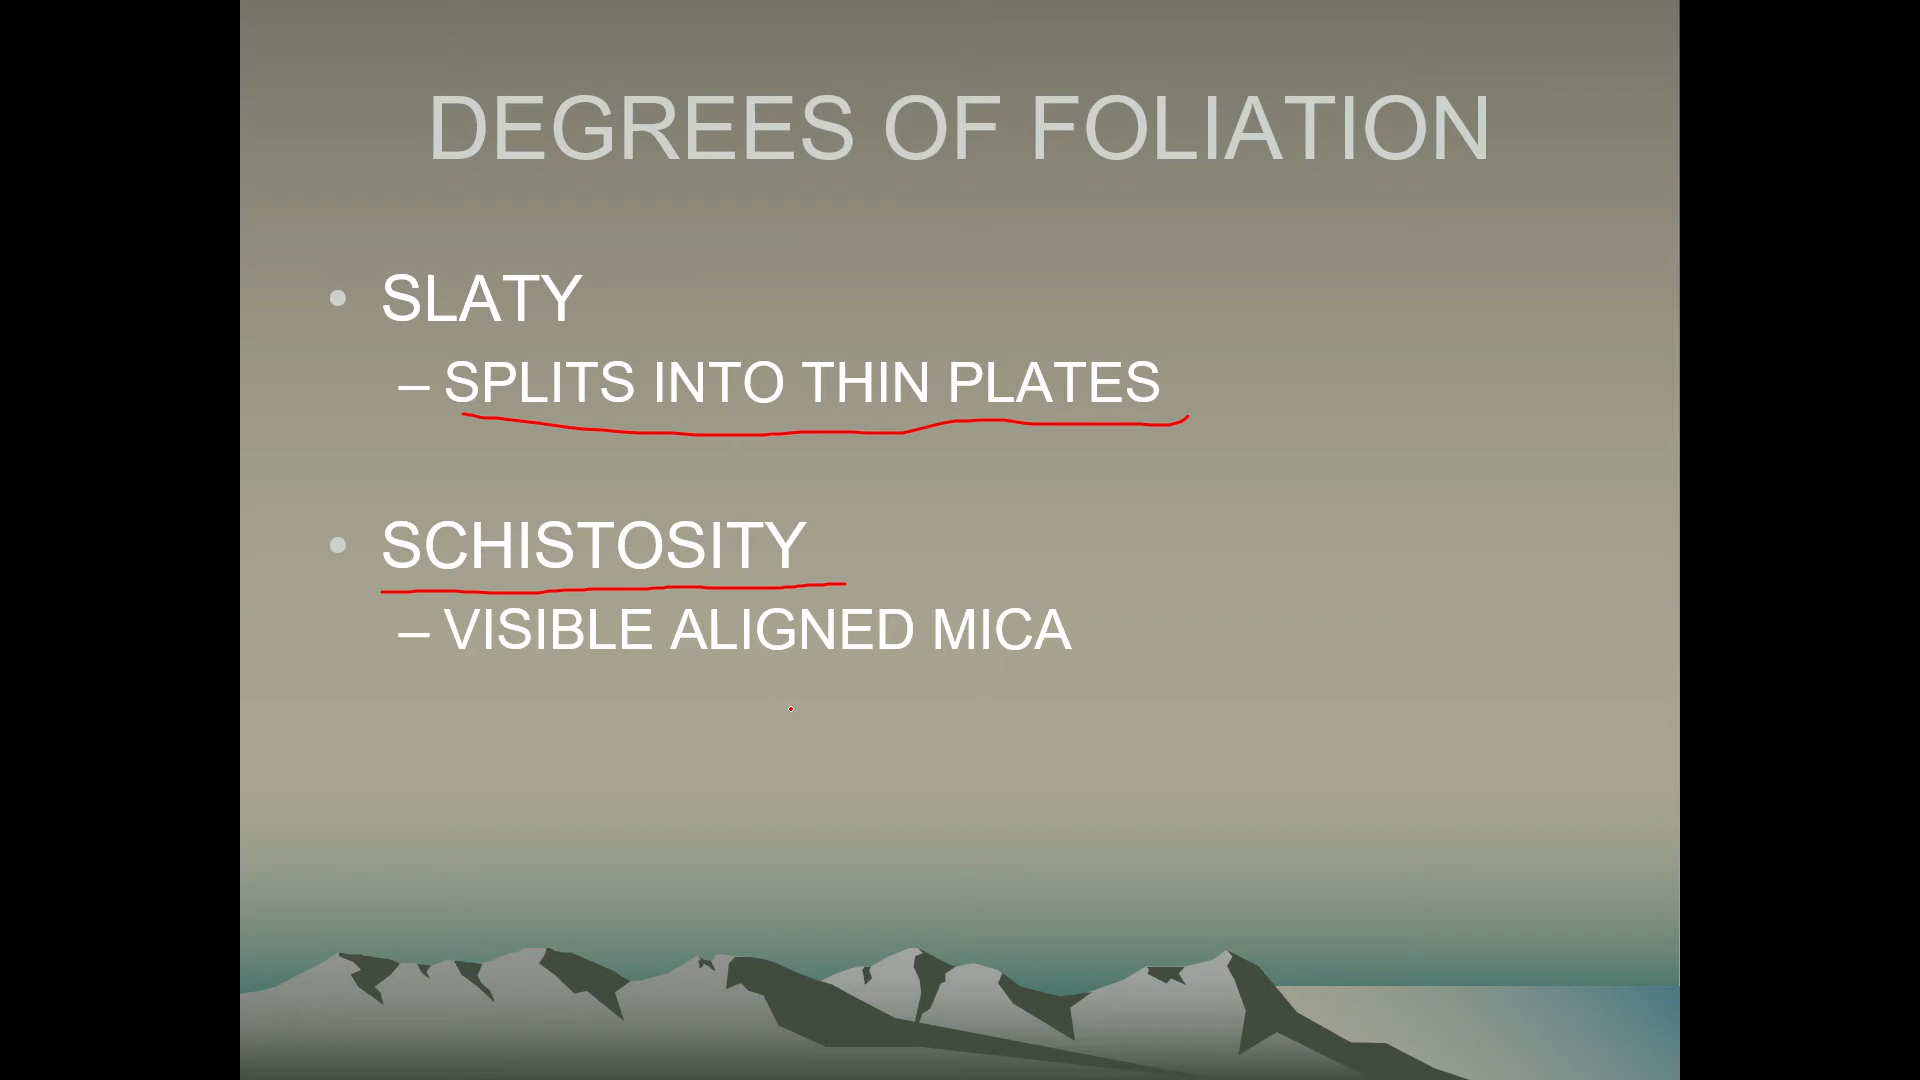 DEGREES OF FOLIATION
• SLATY
– SPLITS INTO THIN PLATES
• SCHISTOSITY
– VISIBLE ALIGNED MICA